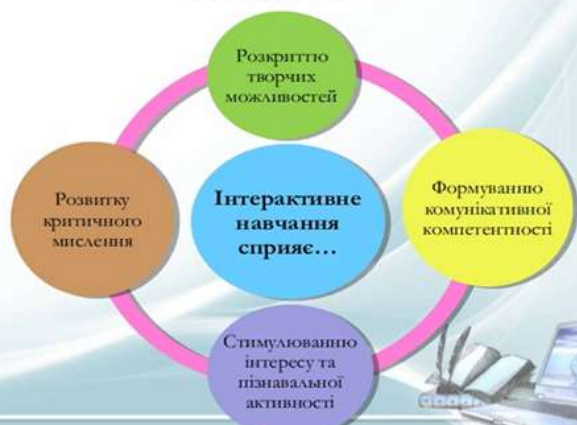 Розкриттю
творчих
можливостей
Розвитку
критичного
мислення
Інтерактивне
навчання
сприяє...
Формуванню
комунікативної
компетентності
Стимулюванню
інтересу та
пізнавальної
активності